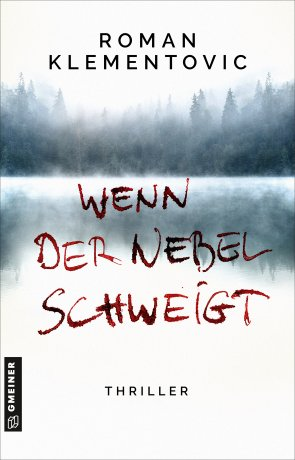 ROMAN
KLEMENTOVIC
WENN
DER NEBEL
SCHWEIGT
THRILLER
GMEINER